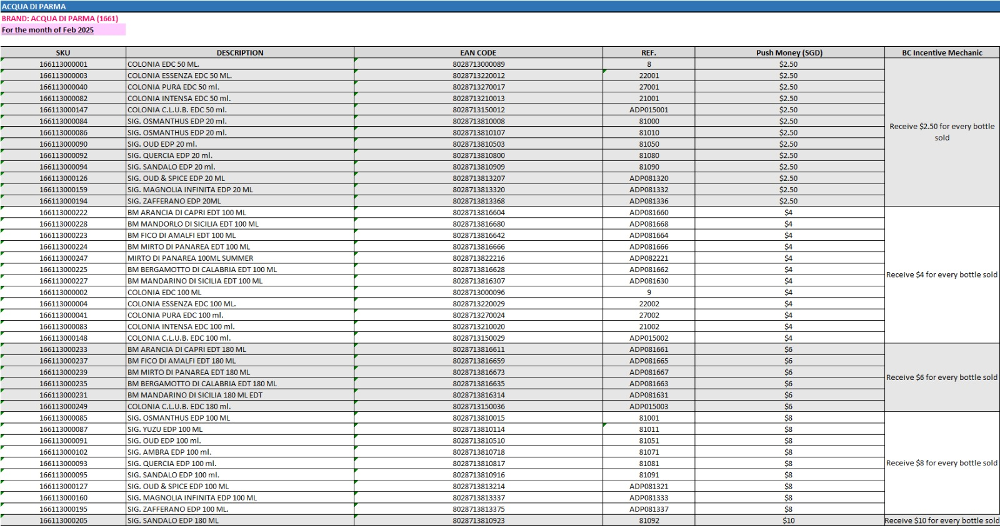 ACQUA DI PARMA
BRAND: ACQUA DI PARMA (1661)
For the month of Feb 2025
SKU DESCRIPTION EAN CODE REF. Push Money (SGD) BC Incentive Mechanic
166113000001 COLONIA EDC 50 ML. 8028713000089 8 $2.50
166113000003 COLONIA ESSENZA EDC 50 ML. 8028713220012 22001 $2.50
166113000040 COLONIA PURA EDC 50 ml. 8028713270017 27001 $2.50
166113000082 COLONIA INTENSA EDC 50 ml. 8028713210013 21001 $2.50
166113000147 COLONIA C.L.U.B. EDC 50 ml. 8028713150012 ADP015001 $2.50
166113000084 SIG. OSMANTHUS EDP 20 ml. 8028713810008 81000 $2.50
166113000086 SIG. OSMANTHUS EDP 20 ml. 8028713810107 81010 $2.50
Receive $2.50 for every bottle
sold
166113000090 SIG. OUD EDP 20 ml. 8028713810503 81050 $2.50
166113000092 SIG. QUERCIA EDP 20 ml. 8028713810800 81080 $2.50
166113000094 SIG. SANDALO EDP 20 ml. 8028713810909 81090 $2.50
166113000126 SIG. OUD & SPICE EDP 20 ML 8028713813207 ADP081320 $2.50
166113000159 SIG. MAGNOLIA INFINITA EDP 20 ML 8028713813320 ADP081332 $2.50
166113000194 SIG. ZAFFERANO EDP 20ML 8028713813368 ADP081336 $2.50
166113000222 BM ARANCIA DI CAPRI EDT 100 ML 8028713816604 ADP081660 $4
166113000228 BM MANDORLO DI SICILIA EDT 100 ML 8028713816680 ADP081668 $4
166113000223 BM FICO DI AMALFI EDT 100 ML 8028713816642 ADP081664 $4
166113000224 BM MIRTO DI PANAREA EDT 100 ML 8028713816666 ADP081666 $4
166113000247 MIRTO DI PANAREA 100ML SUMMER 8028713822216 ADP082221 $4
166113000225 BM BERGAMOTTO DI CALABRIA EDT 100 ML 8028713816628 ADP081662 $4
Receive $4 for every bottle sold
166113000227 BM MANDARINO DI SICILIA EDT 100 ML 8028713816307 ADP081630 $4
166113000002 COLONIA EDC 100 ML 8028713000096 9 $4
166113000004 COLONIA ESSENZA EDC 100 ML. 8028713220029 22002 $4
166113000041 COLONIA PURA EDC 100 ml. 8028713270024 27002 $4
166113000083 COLONIA INTENSA EDC 100 ml. 8028713210020 21002 $4
166113000148 COLONIA C.L.U.B. EDC 100 ml. 8028713150029 ADP015002 $4
166113000233 BM ARANCIA DI CAPRI EDT 180 ML 8028713816611 ADP081661 $6
166113000237 BM FICO DI AMALFI EDT 180 ML 8028713816659 ADP081665 $6
166113000239 BM MIRTO DI PANAREA EDT 180 ML 8028713816673 ADP081667 $6
Receive $6 for every bottle sold
166113000235 BM BERGAMOTTO DI CALABRIA EDT 180 ML 8028713816635 ADP081663 $6
166113000231 BM MANDARINO DI SICILIA 180 ML EDT 8028713816314 ADP081631 $6
166113000249 COLONIA C.L.U.B. EDC 180 ml. 8028713150036 ADP015003 $6
166113000085 SIG. OSMANTHUS EDP 100 ML 8028713810015 81001 $8
166113000087 SIG. YUZU EDP 100 ML 8028713810114 81011 $8
166113000091 SIG. OUD EDP 100 ml. 8028713810510 81051 $8
166113000102 SIG. AMBRA EDP 100 ml. 8028713810718 81071 $8
166113000093 SIG. QUERCIA EDP 100 ml. 8028713810817 81081 $8 Receive $8 for every bottle sold
166113000095 SIG. SANDALO EDP 100 ml. 8028713810916 81091 $8
166113000127 SIG. OUD & SPICE EDP 100 ML 8028713813214 ADP081321 $8
166113000160 SIG. MAGNOLIA INFINITA EDP 100 ML 8028713813337 ADP081333 $8
166113000195 SIG. ZAFFERANO EDP 100 ML. 8028713813375 ADP081337 $8
166113000205 SIG. SANDALO EDP 180 ML 8028713810923 81092 $10 Receive $10 for every bottle sold